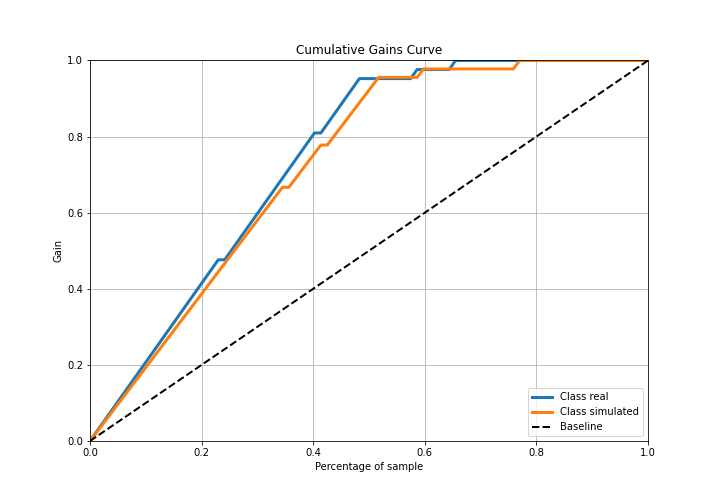 Cumulative Gains Curve
1.0
0.8
0.6
0.4
0.2
0.0
Gain
0.0 0.2 0.4 0.6 0.8 1.0
Percentage of sample
Class real
Class simulated
Baseline